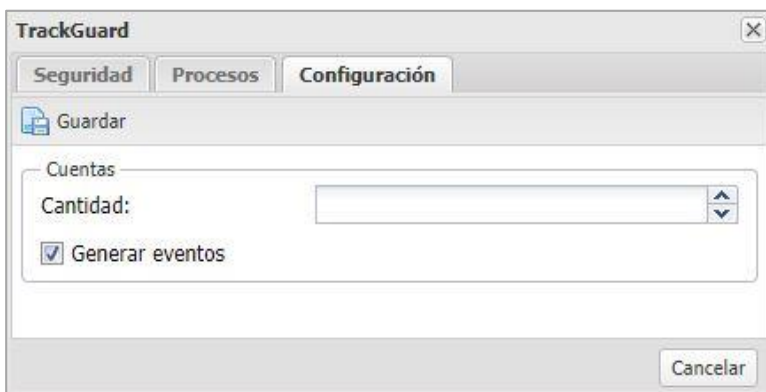 TrackGuard
Seguridad Procesos Configuración
Guardar
Cuentas
Cantidad:
Generar eventos
Cancelar